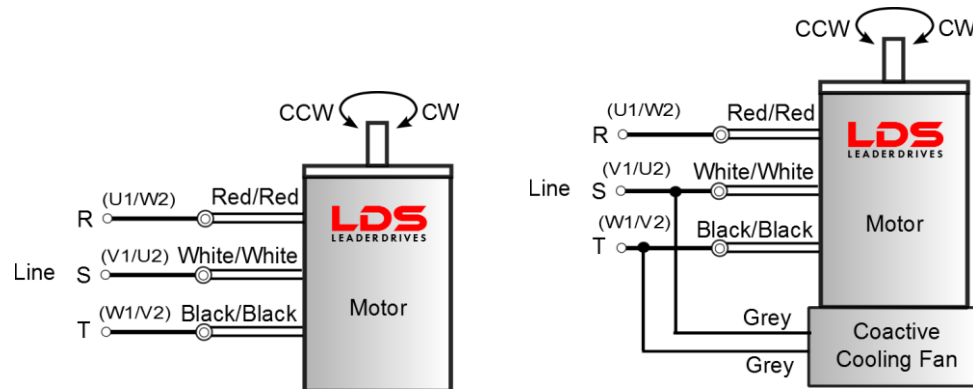 CCW CW
(U1/W2) Red/Red
R
LDS
LEADERDRIVES
(V1/U2) White/White
Line S
(W1/V2) Black/Black
T
Motor
CCW CW
(U1/W2) Red/Red
R
LDS
LEADERDRIVES
(V1/U2) White/White
Line S
Motor
(W1/V2) Black/Black
T
Grey
Grey
Coactive
Cooling Fan